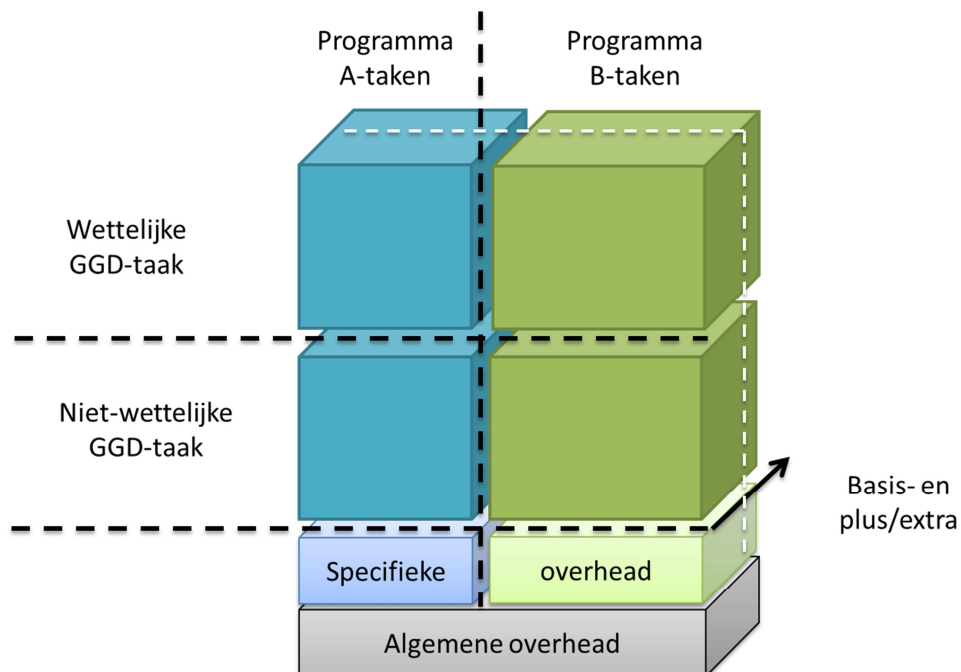 Programma
A-taken
Programma
B-taken
Wettelijke
GGD-taak
Niet-wettelijke
GGD-taak
Basis- en
plus/extra
Specifieke
overhead
Algemene overhead